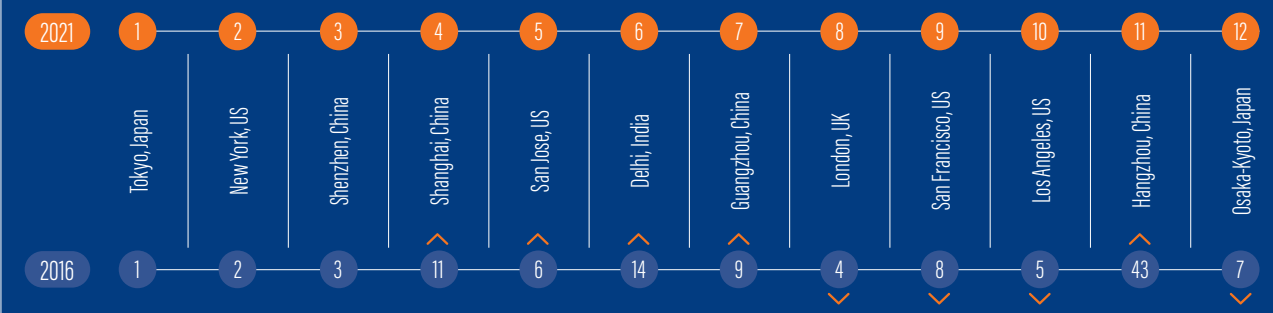 2021 1 2 3 4 5 6 7 8 9 10 11 12
Tokyo, Japan
New York, US
Shenzhen, China
Shanghai, China
San Jose, US
Delhi, India
Guangzhou, China
London, UK
San Francisco, US
Los Angeles, US
Hangzhou, China
Osaka-Kyoto, Japan
2016 1 2 3 11 6 14 9 4 8 5 43 7